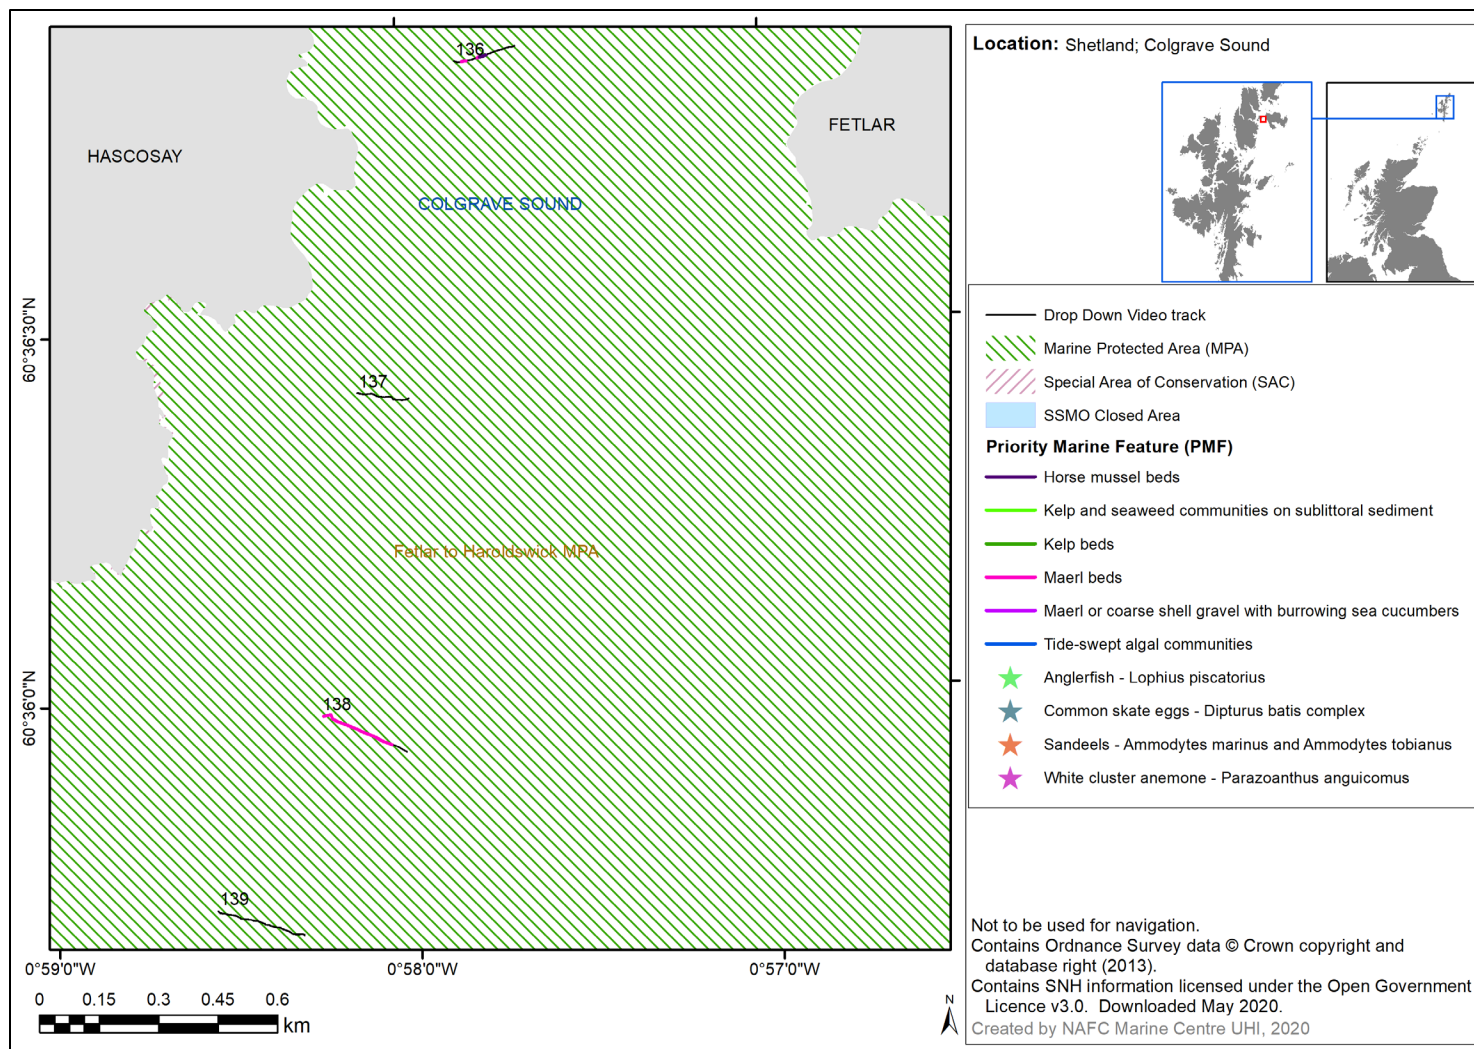 136
HASCOSAY
FETLAR
COLGRAVE SOUND
137
Fetlar to Haroldswick MPA
138
139
60°36'30"N
60°36'0"N
0°59'0"W
0°58'0"W
0°57'0"W
0 0.15 0.3 0.45 0.6
km
N
Location: Shetland; Colgrave Sound
Drop Down Video track
Marine Protected Area (MPA)
Special Area of Conservation (SAC)
SSMO Closed Area
Priority Marine Feature (PMF)
Horse mussel beds
Kelp and seaweed communities on sublittoral sediment
Kelp beds
Maerl beds
Maerl or coarse shell gravel with burrowing sea cucumbers
Tide-swept algal communities
Anglerfish - Lophius piscatorius
Common skate eggs - Dipturus batis complex
Sandeels - Ammodytes marinus and Ammodytes tobianus
White cluster anemone - Parazoanthus anguicomus
Not to be used for navigation.
Contains Ordnance Survey data © Crown copyright and
database right (2013).
Contains SNH information licensed under the Open Government
Licence v3.0. Downloaded May 2020.
Created by NAFC Marine Centre UHI, 2020